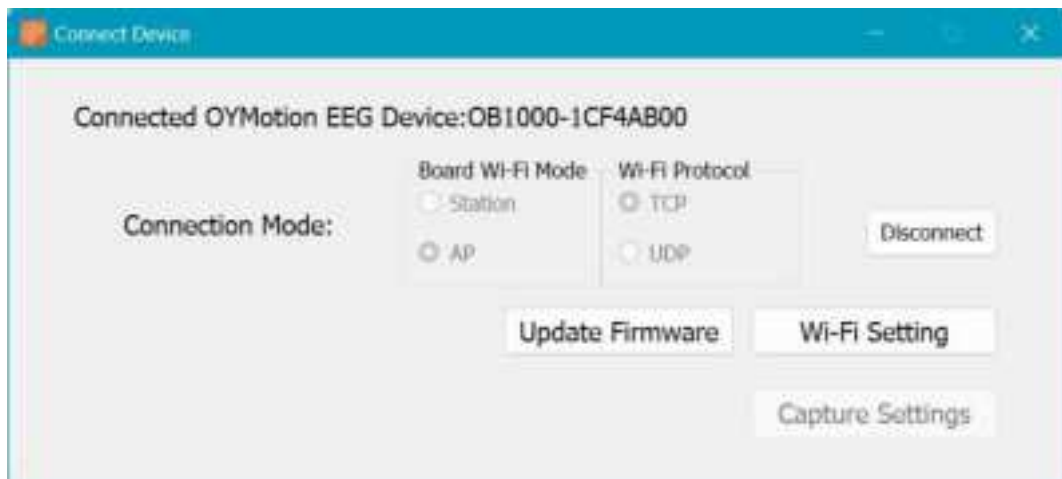 Connect Device
Connected OYMotion EEG Device:OB1000-1CF4AB00
Board Wi-Fi Mode
Wi-Fi Protocol
Station
TCP
Connection Mode:
Disconnect
AP
UDP
Update Firmware
Wi-Fi Setting
Capture Settings